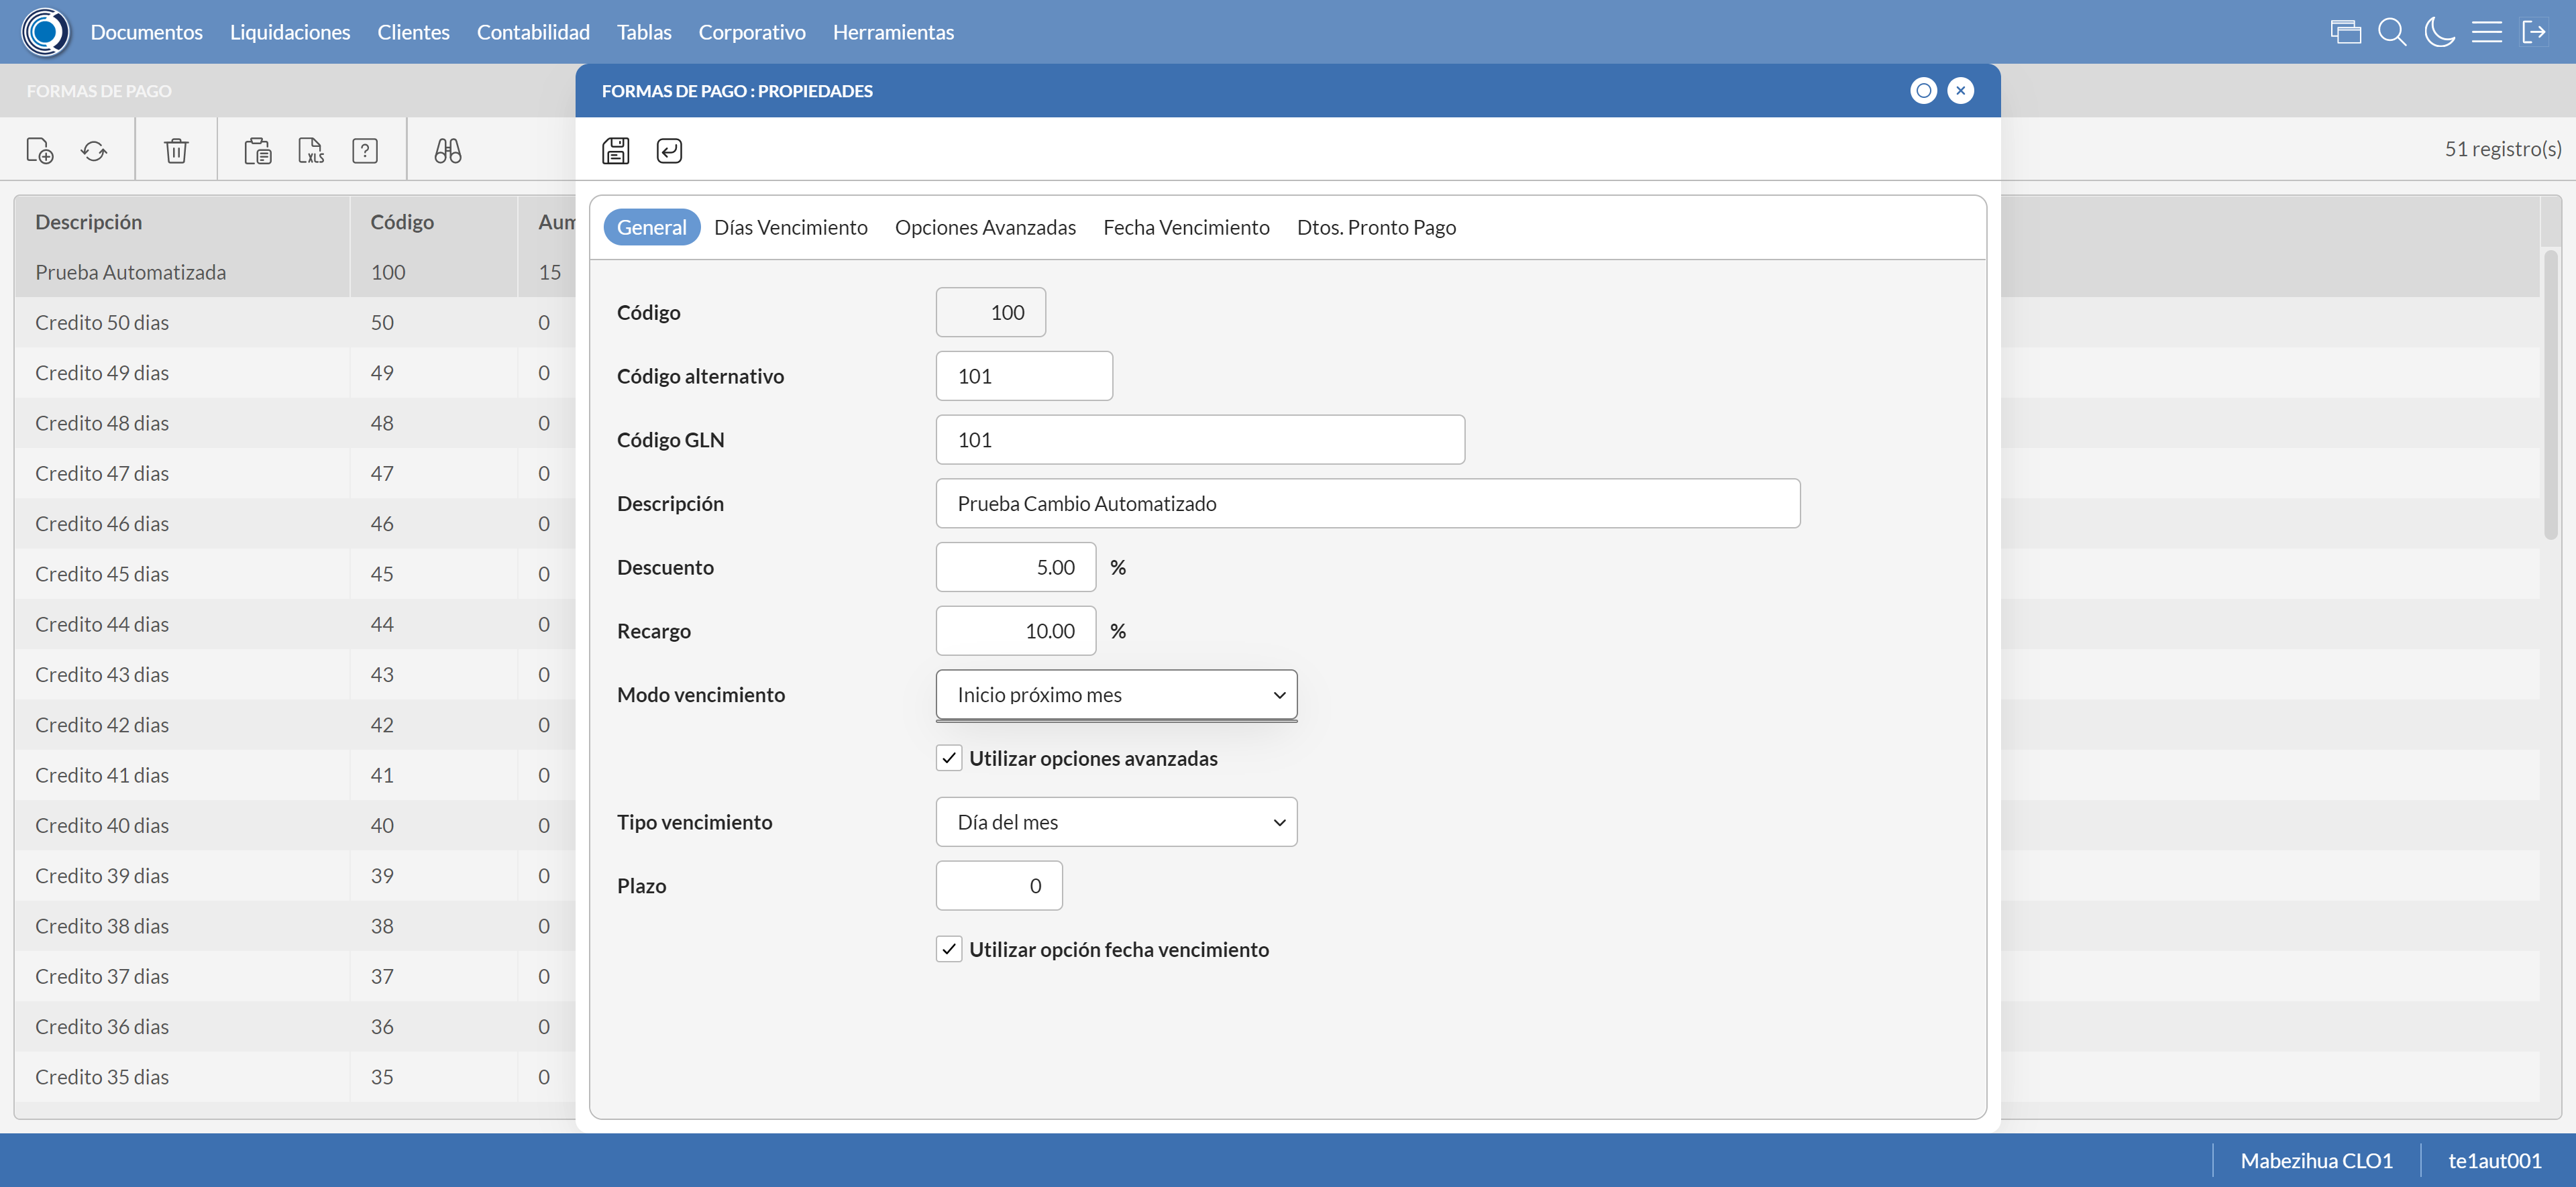 Documentos Liquidaciones Clientes Contabilidad Tablas Corporativo Herramientas
FORMAS DE PAGO
FORMAS DE PAGO : PROPIEDADES
XLS
?
51 registro(s)
Descripción Código Aum
Prueba Automatizada 100 15
Credito 50 dias 50 0
Credito 49 dias 49 0
Credito 48 dias 48 0
Credito 47 dias 47 0
Credito 46 dias 46 0
Credito 45 dias 45 0
Credito 44 dias 44 0
Credito 43 dias 43 0
Credito 42 dias 42 0
Credito 41 dias 41 0
Credito 40 dias 40 0
Credito 39 dias 39 0
Credito 38 dias 38 0
Credito 37 dias 37 0
Credito 36 dias 36 0
Credito 35 dias 35 0
General Días Vencimiento Opciones Avanzadas Fecha Vencimiento Dtos. Pronto Pago
Código 100
Código alternativo 101
Código GLN 101
Descripción Prueba Cambio Automatizado
Descuento 5.00 %
Recargo 10.00 %
Modo vencimiento Inicio próximo mes
Utilizar opciones avanzadas
Tipo vencimiento Día del mes
Plazo 0
Utilizar opción fecha vencimiento
Mabezihua CLO1 te1aut001